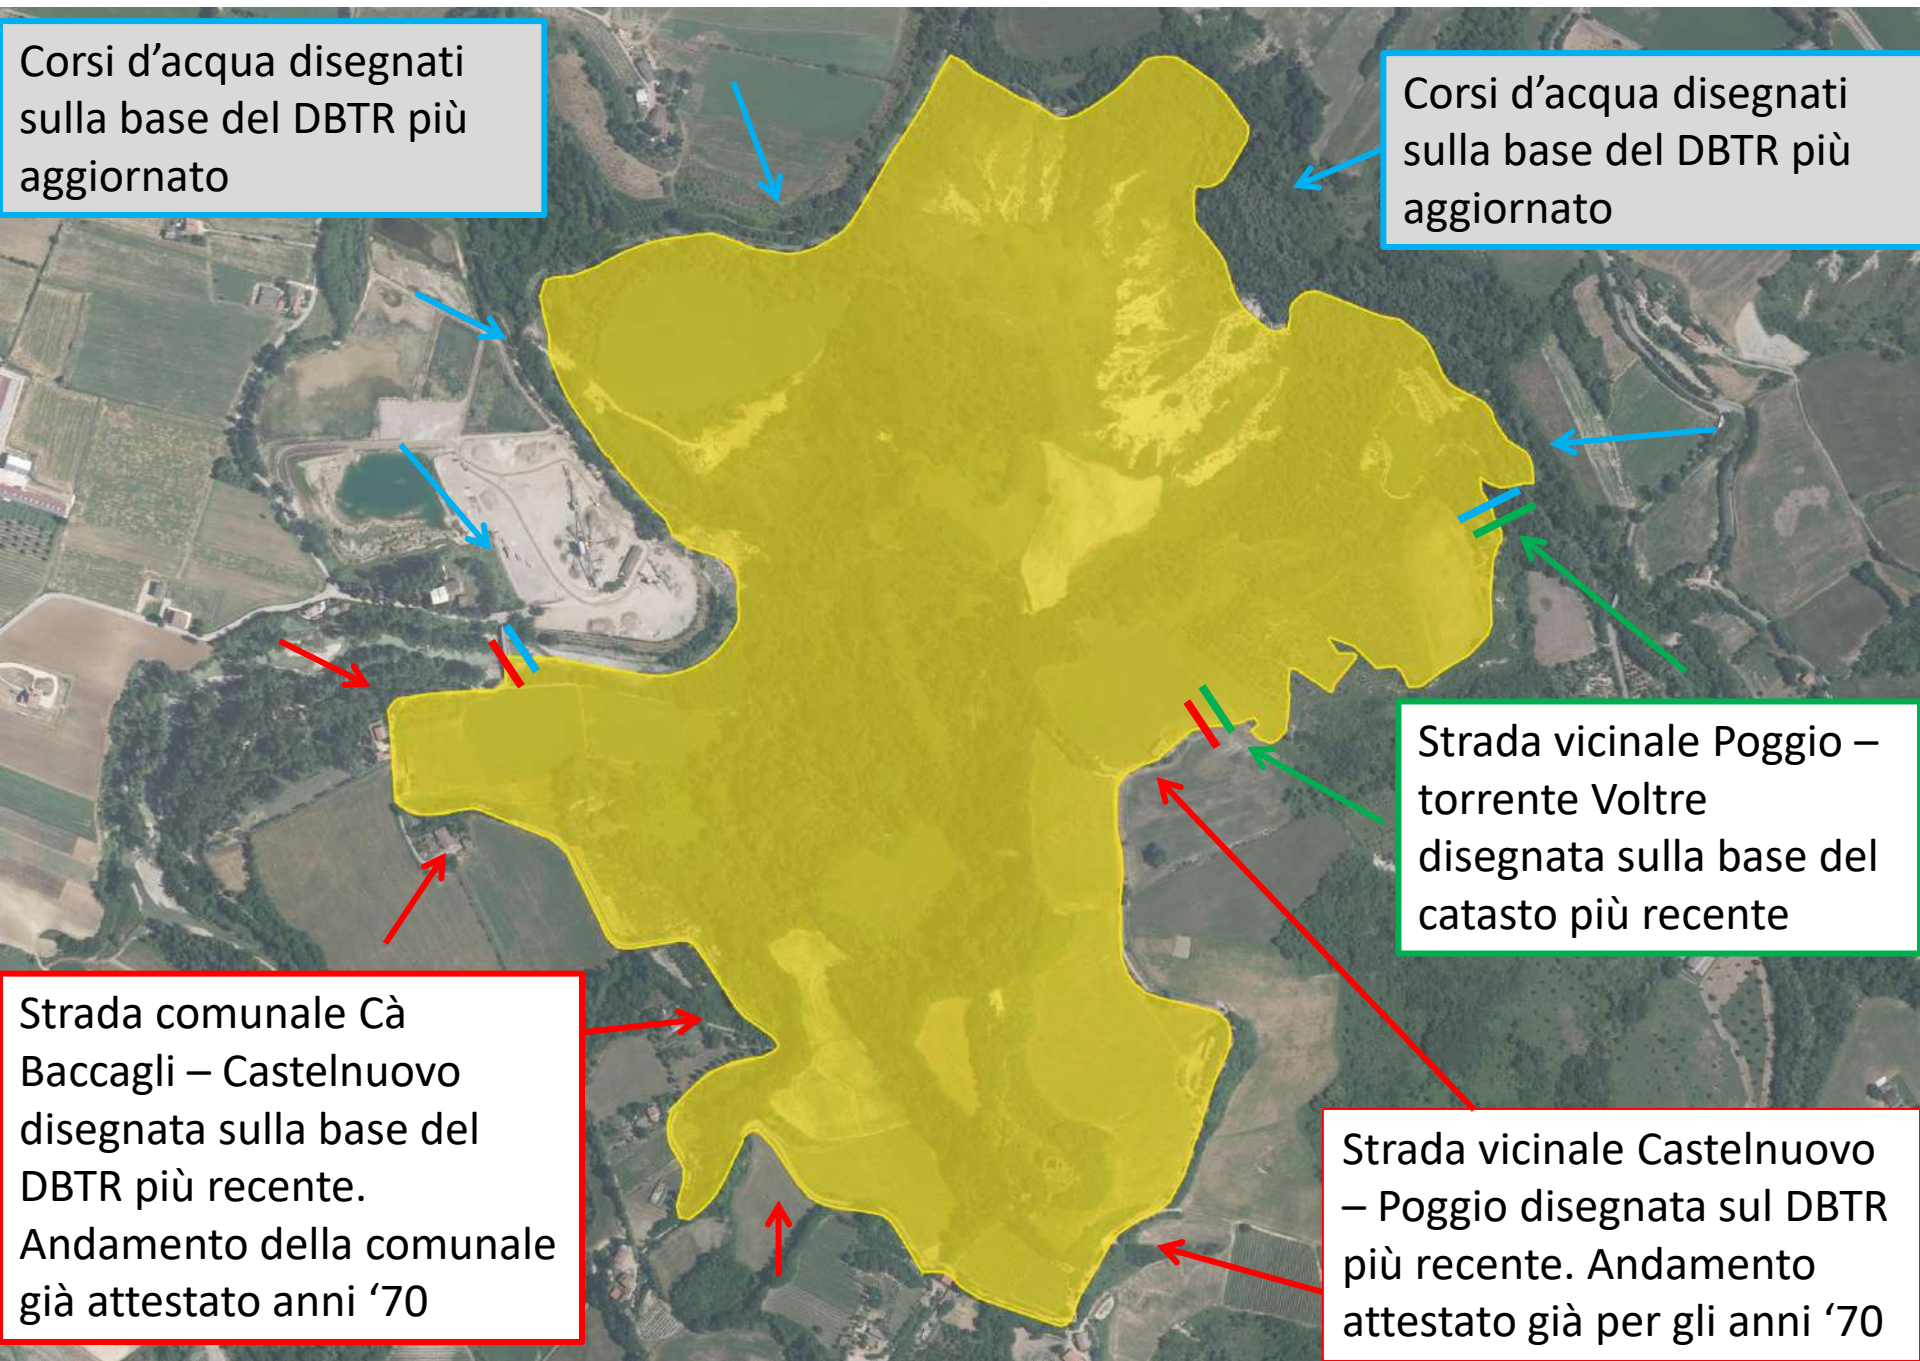 Corsi d’acqua disegnati
sulla base del DBTR più
aggiornato
Corsi d’acqua disegnati
sulla base del DBTR più
aggiornato
Strada vicinale Poggio –
torrente Voltre
disegnata sulla base del
catasto più recente
Strada comunale Cà
Baccagli – Castelnuovo
disegnata sulla base del
DBTR più recente.
Andamento della comunale
già attestato anni ‘70
Strada vicinale Castelnuovo
– Poggio disegnata sul DBTR
più recente. Andamento
attestato già per gli anni ‘70